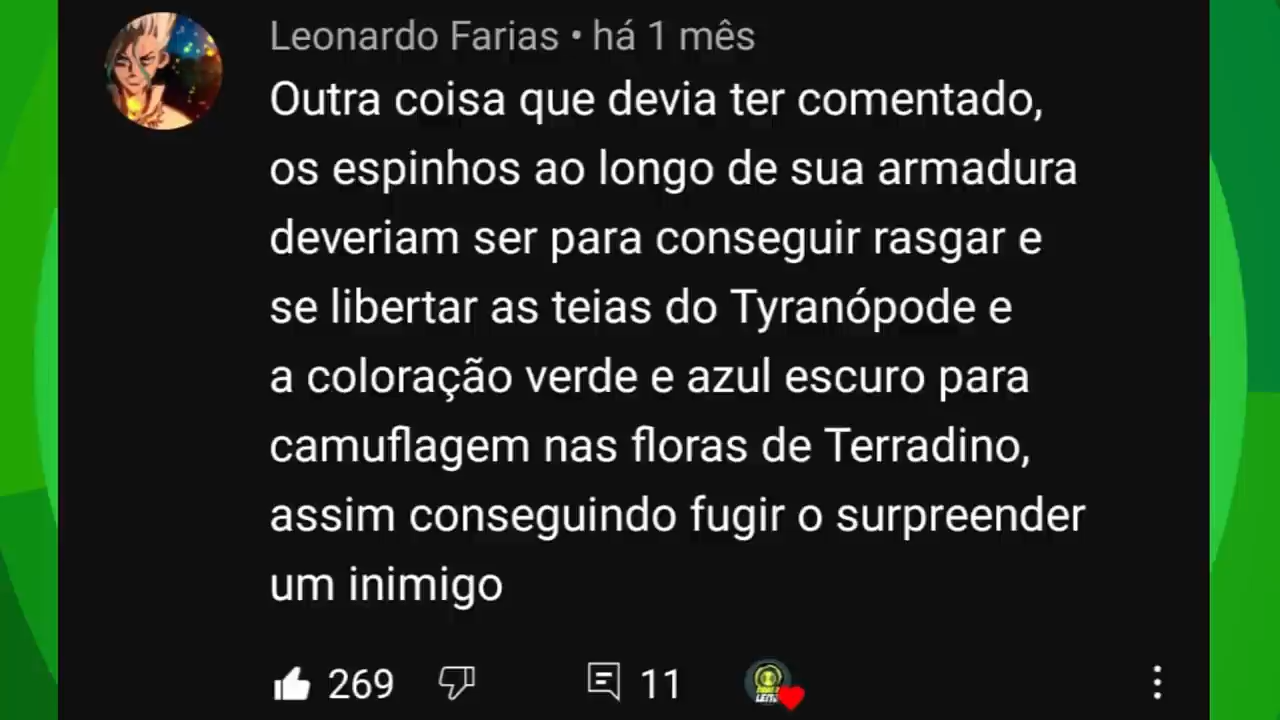 Leonardo Farias • há 1 mês
Outra coisa que devia ter comentado,
os espinhos ao longo de sua armadura
deveriam ser para conseguir rasgar e
se libertar as teias do Tyranópode e
a coloração verde e azul escuro para
camuflagem nas floras de Terradino,
assim conseguindo fugir o surpreender
um inimigo
269 11